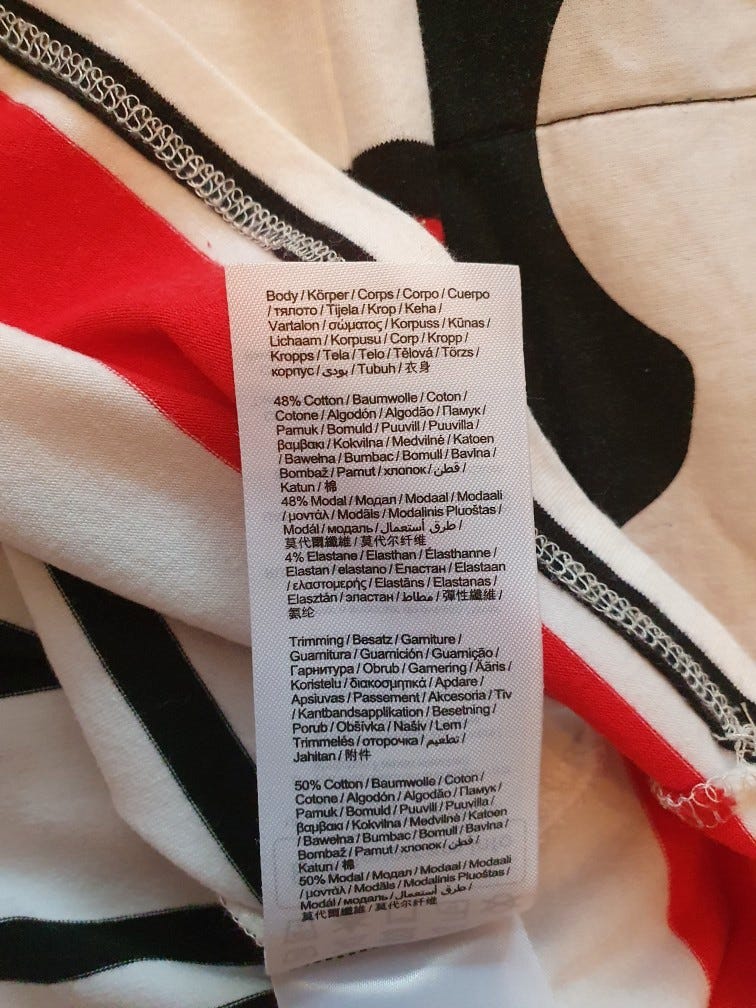 Body / Körper / Corps / Corpo / Cuerpo
/ тялото / Tijela / Krop / Keha /
Vartalon / σώματος / Korpuss / Kūnas /
Lichaam / Korpusu / Corp / Kropp /
Kropps / Tela / Telo / Tělová / Törzs /
корпус / بودی / Tubuh / 衣身
48% Cotton / Baumwolle / Coton /
Cotone / Algodón / Algodão / Памук /
Pamuk / Bomuld / Puuvill / Puuvilla /
βαμβακι / Kokvilna / Medvilnė / Katoen
/ Bawełna / Bumbac / Bomull / Bavlna /
Bombaž / Pamut / хлопок / قطن /
Katun / 棉
48% Modal / Модал / Modaal / Modaali
/ μοντάλ / Modāls / Modalinis Pluoštas /
Modál / модаль / طرق أستعمال /
莫代爾纖維 / 莫代尔纤维
4% Elastane / Elasthan / Élasthanne /
Elastan / elastano / Еластан / Elastaan
/ ελαστομερής / Elastāns / Elastanas /
Elasztán / эластан / مطاط / 彈性纖維 /
氨纶
Trimming / Besatz / Garniture /
Guarnitura / Guarnición / Guarnição /
Гарнитура / Obrub / Garnering / Ääris /
Koristelu / διακοσμητικά / Apdare /
Apsiuvas / Passement / Akcesoria / Tiv
/ Kantbandsapplikation / Besetning /
Porub / Obšívka / Našiv / Lem /
Trimmelés / оторочка / تطعيم /
Jahitan / 附件
50% Cotton / Baumwolle / Coton /
Cotone / Algodón / Algodão / Памук /
Pamuk / Bomuld / Puuvill / Puuvilla /
βαμβακι / Kokvilna / Medvilnė / Katoen
/ Bawełna / Bumbac / Bomull / Bavlna /
Bombaž / Pamut / хлопок / قطن /
Katun / 棉
50% Modal / Модал / Modaal / Modaali
/ μοντάλ / Modāls / Modalinis Pluoštas /
Modál / модаль / طرق أستعمال /
莫代爾纖維 / 莫代尔纤维